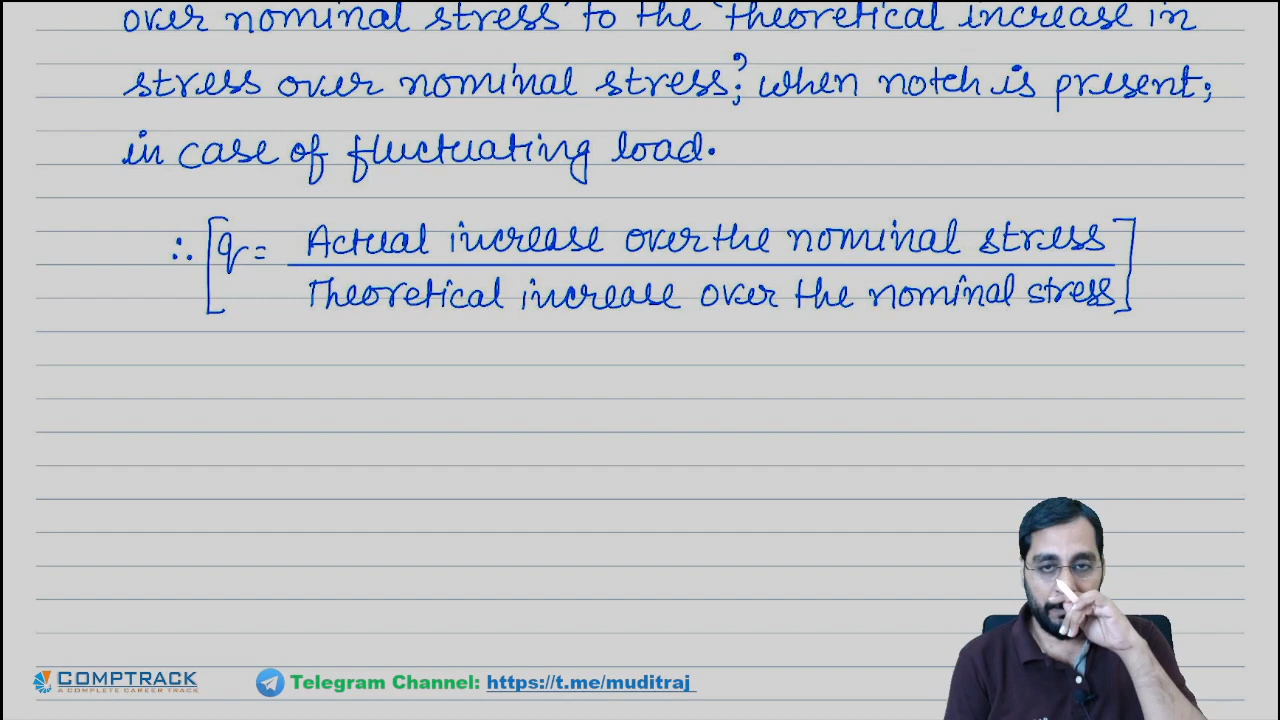 over nominal stress to the theoretical increase in
stress over nominal stress; when notch is present;
in case of fluctuating load.
∴ [q = Actual increase over the nominal stress
Theoretical increase over the nominal stress]
COMPTRACK
A COMPLETE CAREER TRACK
Telegram Channel: https://t.me/muditraj